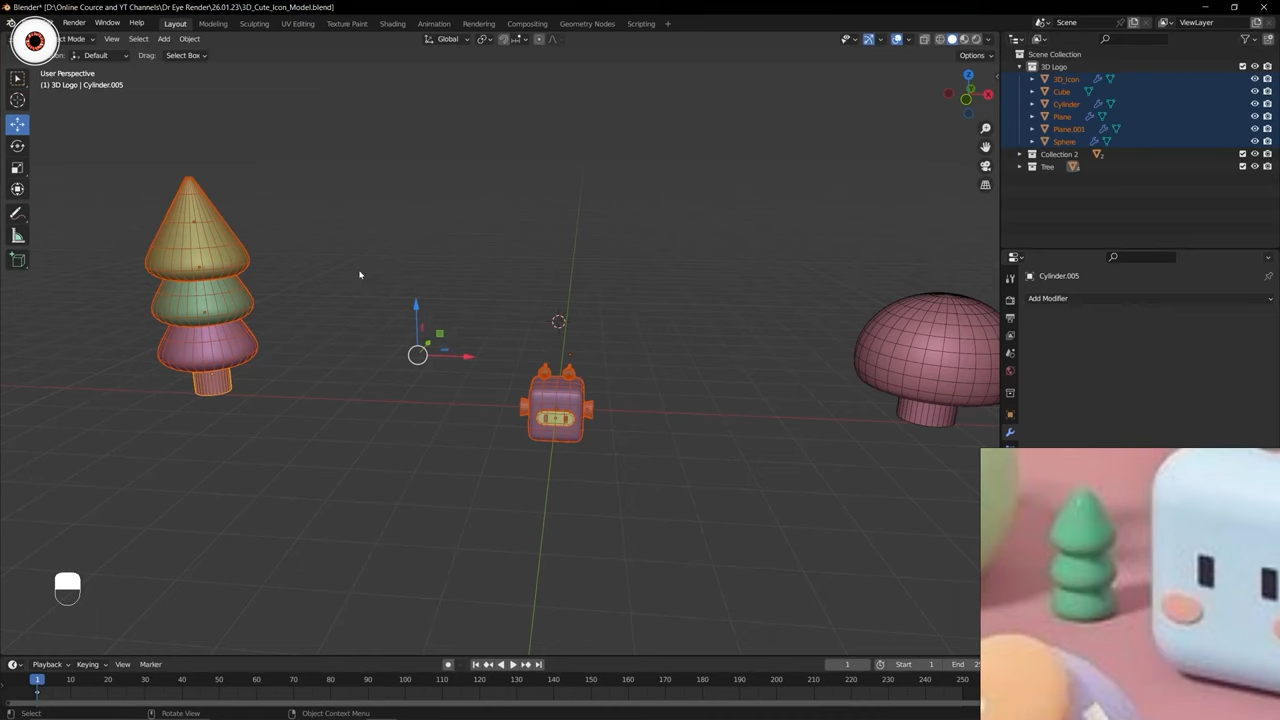 Blender* [D:\Online Cource and YT Channels\Dr Eye Render\26.01.23\3D_Cute_Icon_Model.blend]
Render Window Help Layout Modeling Sculpting UV Editing Texture Paint Shading Animation Rendering Compositing Geometry Nodes Scripting Scene ViewLayer
Mode View Select Add Object Global
Default Drag: Select Box Options
User Perspective
(1) 3D Logo | Cylinder.005
Scene Collection
3D Logo
3D_Icon
Cube
Cylinder
Plane
Plane.001
Sphere
Collection 2
Tree
Cylinder.005
Add Modifier
Playback Keying View Marker 1 Start 1 End
1 10 20 30 40 50 60 70 80 90 100 110 120 130 140 150 160 170 180 190 200 210 220 230 240 250
Select Rotate View Object Context Menu